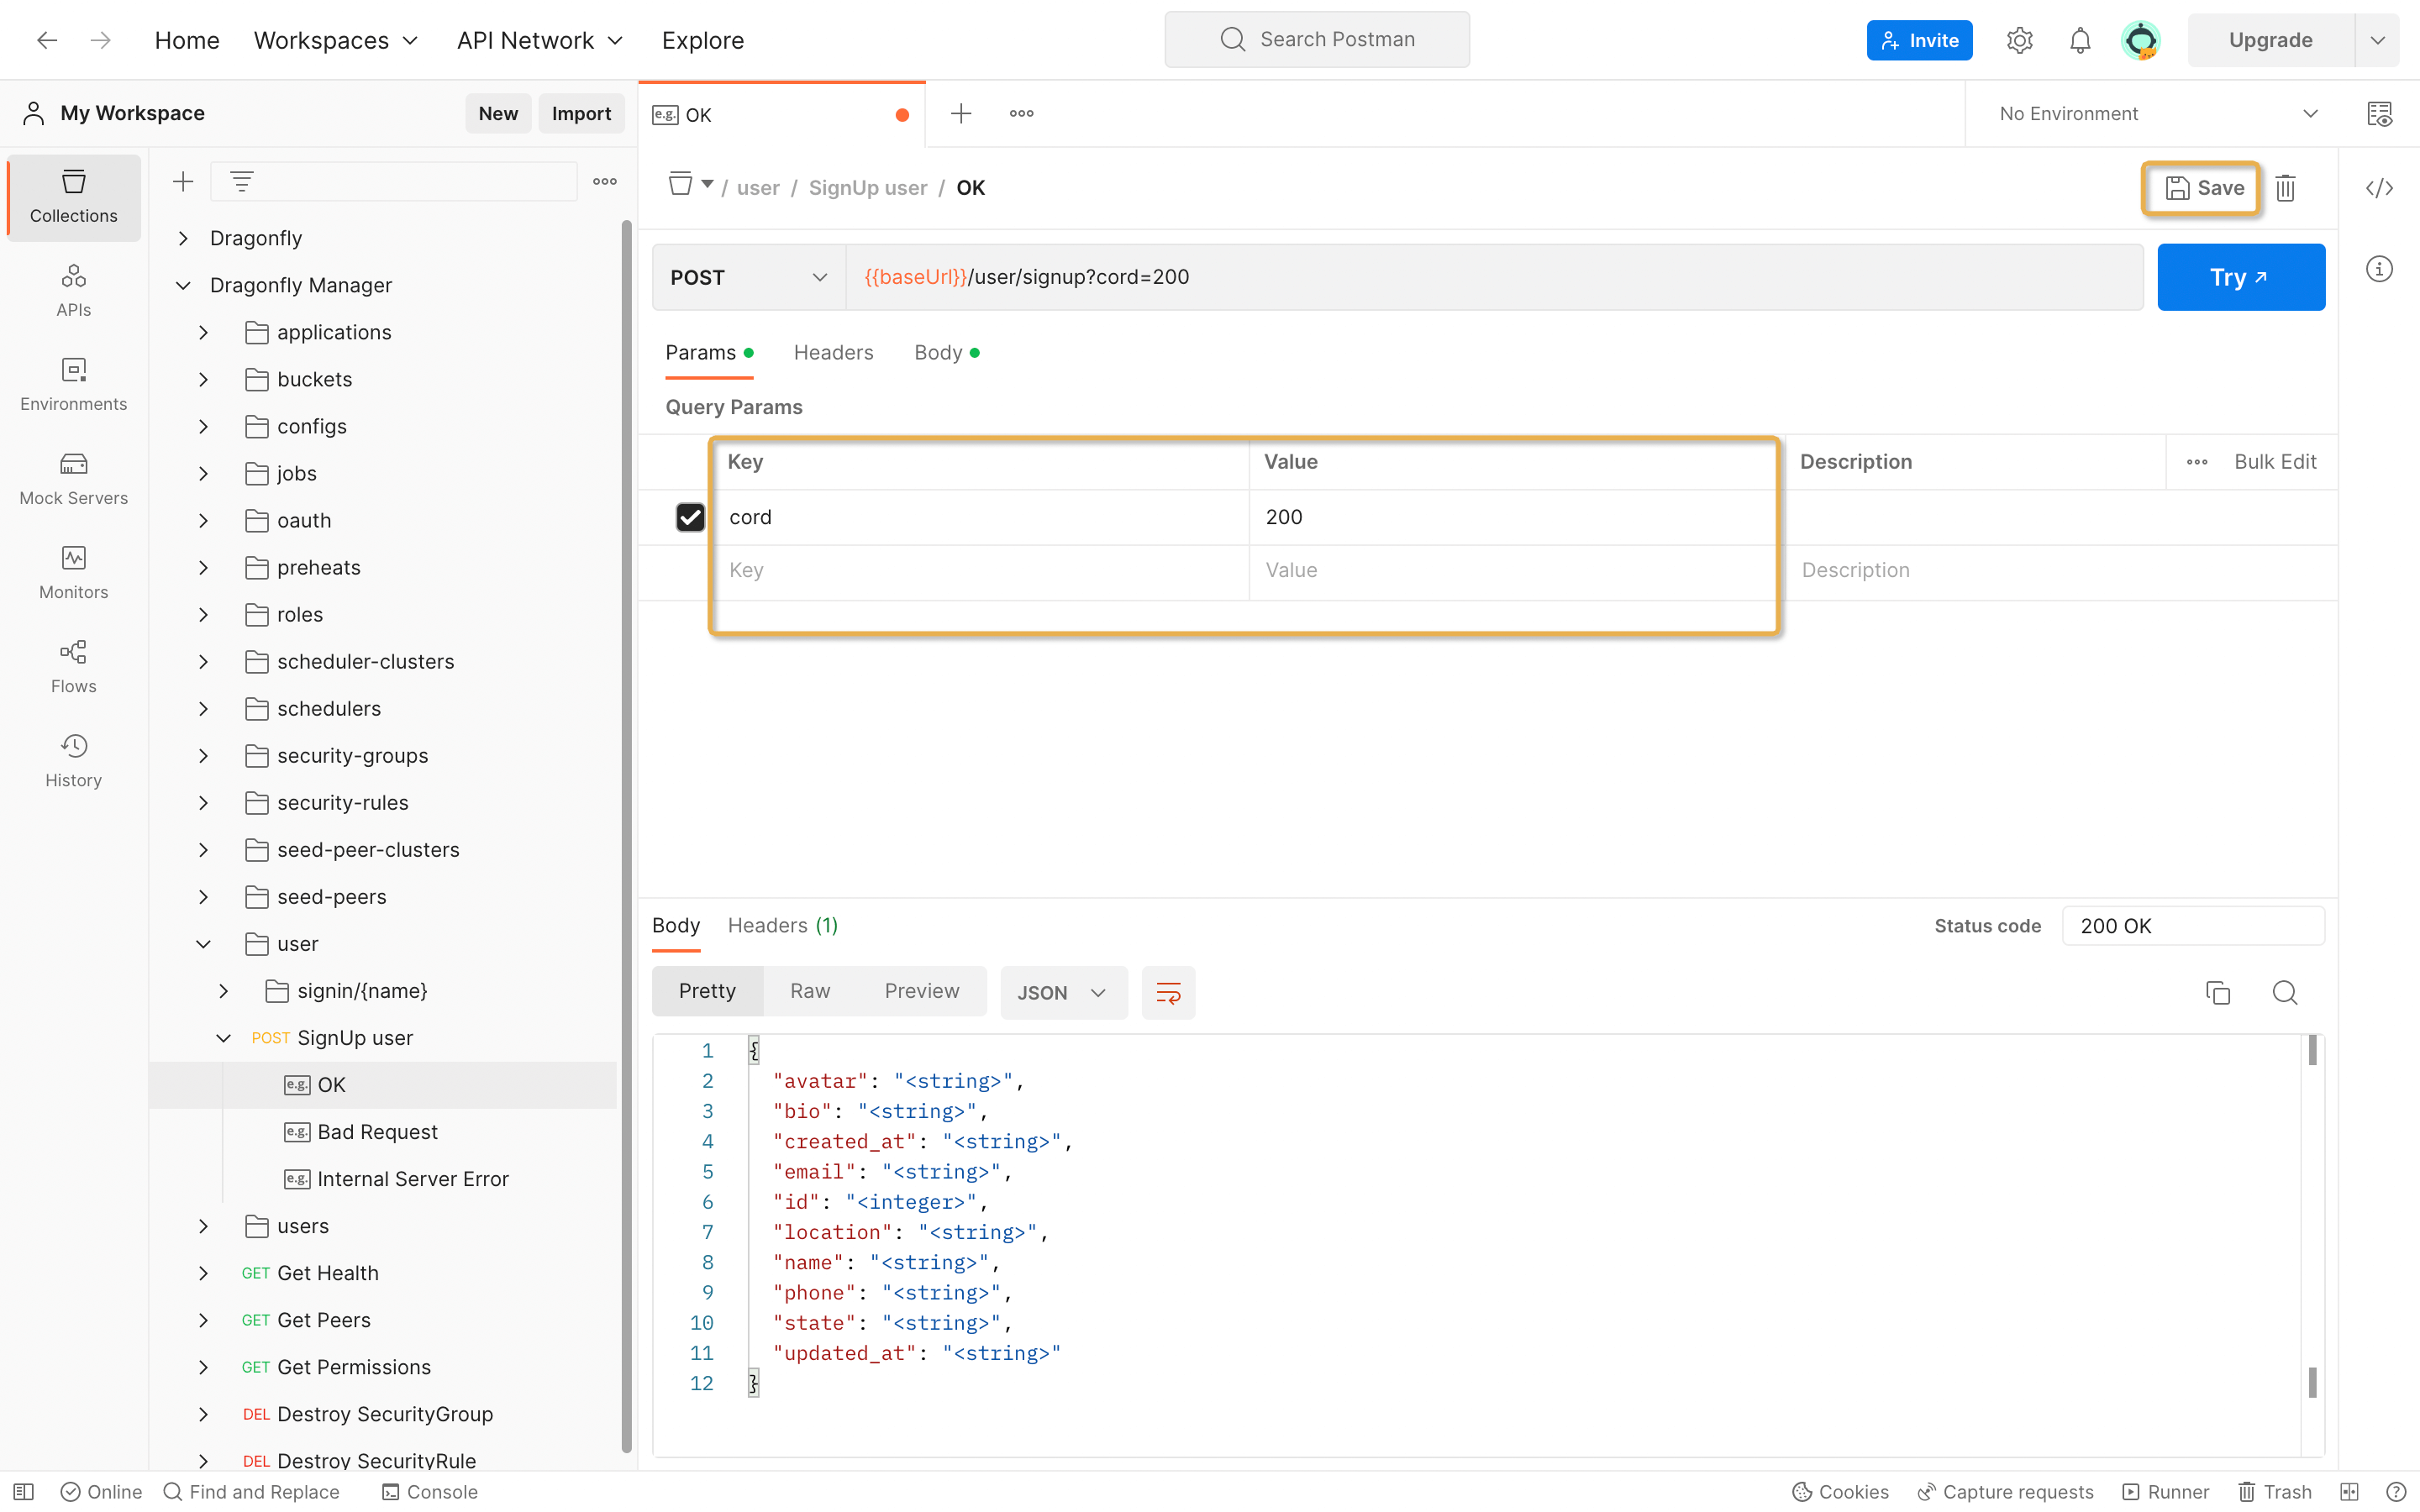 Home Workspaces API Network Explore Search Postman Invite Upgrade
My Workspace New Import
e.g. OK No Environment
Collections
APIs
Environments
Mock Servers
Monitors
Flows
History
Dragonfly
Dragonfly Manager
applications
buckets
configs
jobs
oauth
preheats
roles
scheduler-clusters
schedulers
security-groups
security-rules
seed-peer-clusters
seed-peers
user
signin/{name}
POST SignUp user
e.g. OK
e.g. Bad Request
e.g. Internal Server Error
users
GET Get Health
GET Get Peers
GET Get Permissions
DEL Destroy SecurityGroup
DEL Destroy SecurityRule
/ user / SignUp user / OK Save
POST {{baseUrl}}/user/signup?cord=200 Try
Params Headers Body
Query Params
Key Value Description Bulk Edit
cord 200
Key Value Description
Body Headers (1) Status code 200 OK
Pretty Raw Preview JSON
1 {
2 "avatar": "<string>",
3 "bio": "<string>",
4 "created_at": "<string>",
5 "email": "<string>",
6 "id": "<integer>",
7 "location": "<string>",
8 "name": "<string>",
9 "phone": "<string>",
10 "state": "<string>",
11 "updated_at": "<string>"
12 }
Online Find and Replace Console Cookies Capture requests Runner Trash